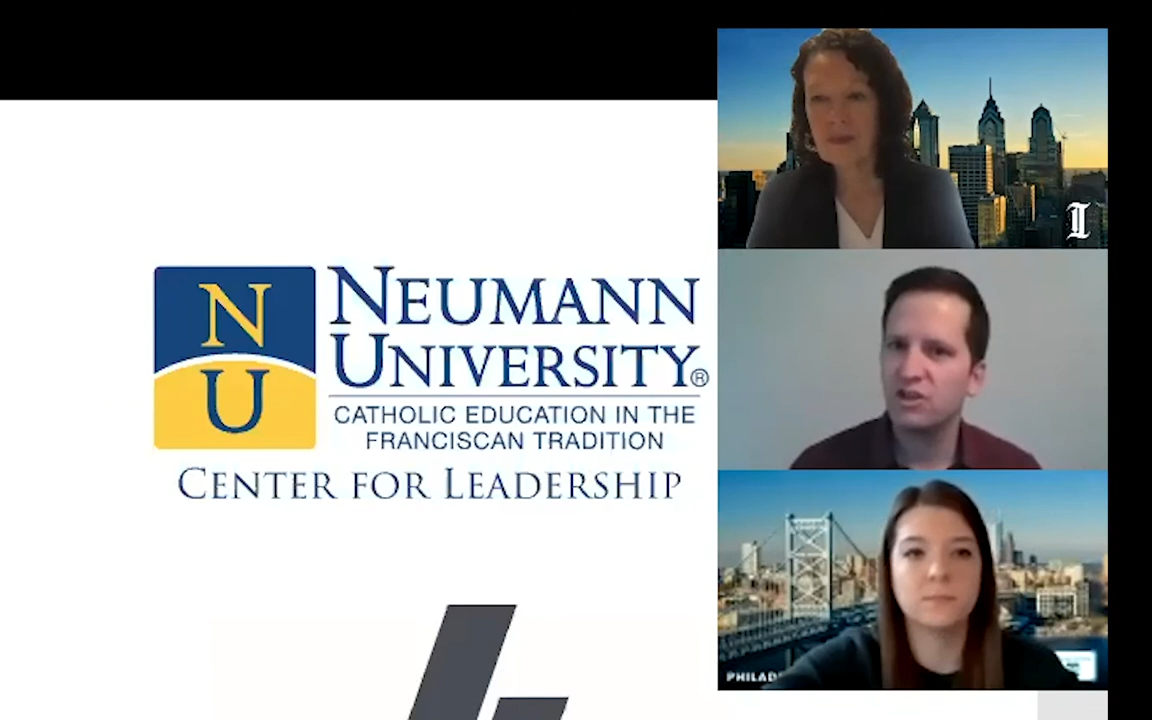 N
U
NEUMANN
UNIVERSITY®
CATHOLIC EDUCATION IN THE
FRANCISCAN TRADITION
CENTER FOR LEADERSHIP
I